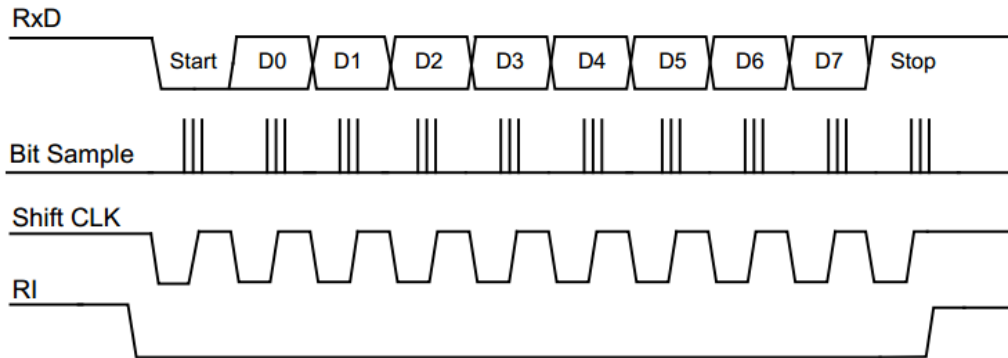 RxD
Start D0 D1 D2 D3 D4 D5 D6 D7 Stop
Bit Sample
Shift CLK
RI